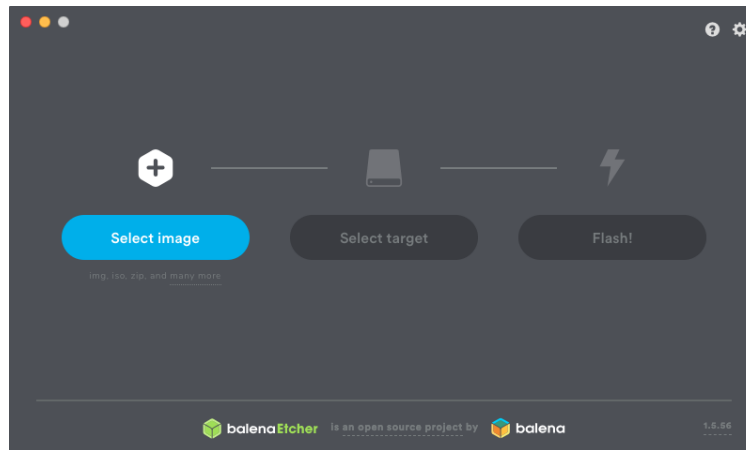 Select image
Select target
Flash!
img, iso, zip, and many more
balenaEtcher is an open source project by balena
1.5.56